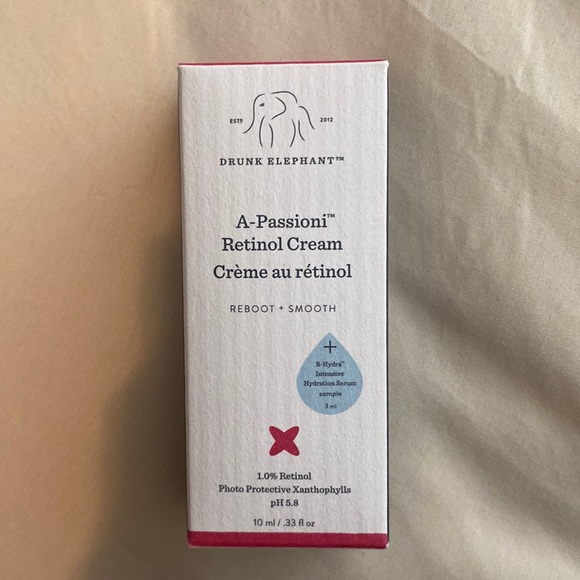 ESTD 2012
DRUNK ELEPHANT™
A-Passioni™
Retinol Cream
Crème au rétinol
REBOOT + SMOOTH
+
B-Hydra™
Intensive
Hydration Serum
sample
3 ml
1.0% Retinol
Photo Protective Xanthophylls
pH 5.8
10 ml / .33 fl oz